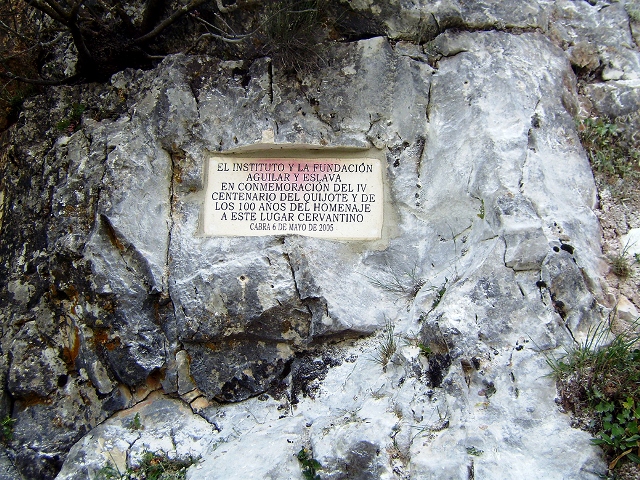 EL INSTITUTO Y LA FUNDACIÓN
AGUILAR Y ESLAVA
EN CONMEMORACIÓN DEL IV
CENTENARIO DEL QUIJOTE Y DE
LOS 100 AÑOS DEL HOMENAJE
A ESTE LUGAR CERVANTINO
CABRA 6 DE MAYO DE 2005